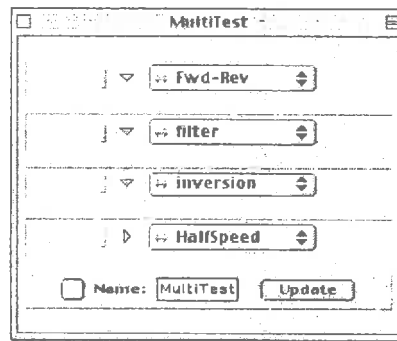 MultiTest
Fwd-Rev
filter
inversion
HalfSpeed
Name: MultiTest Update